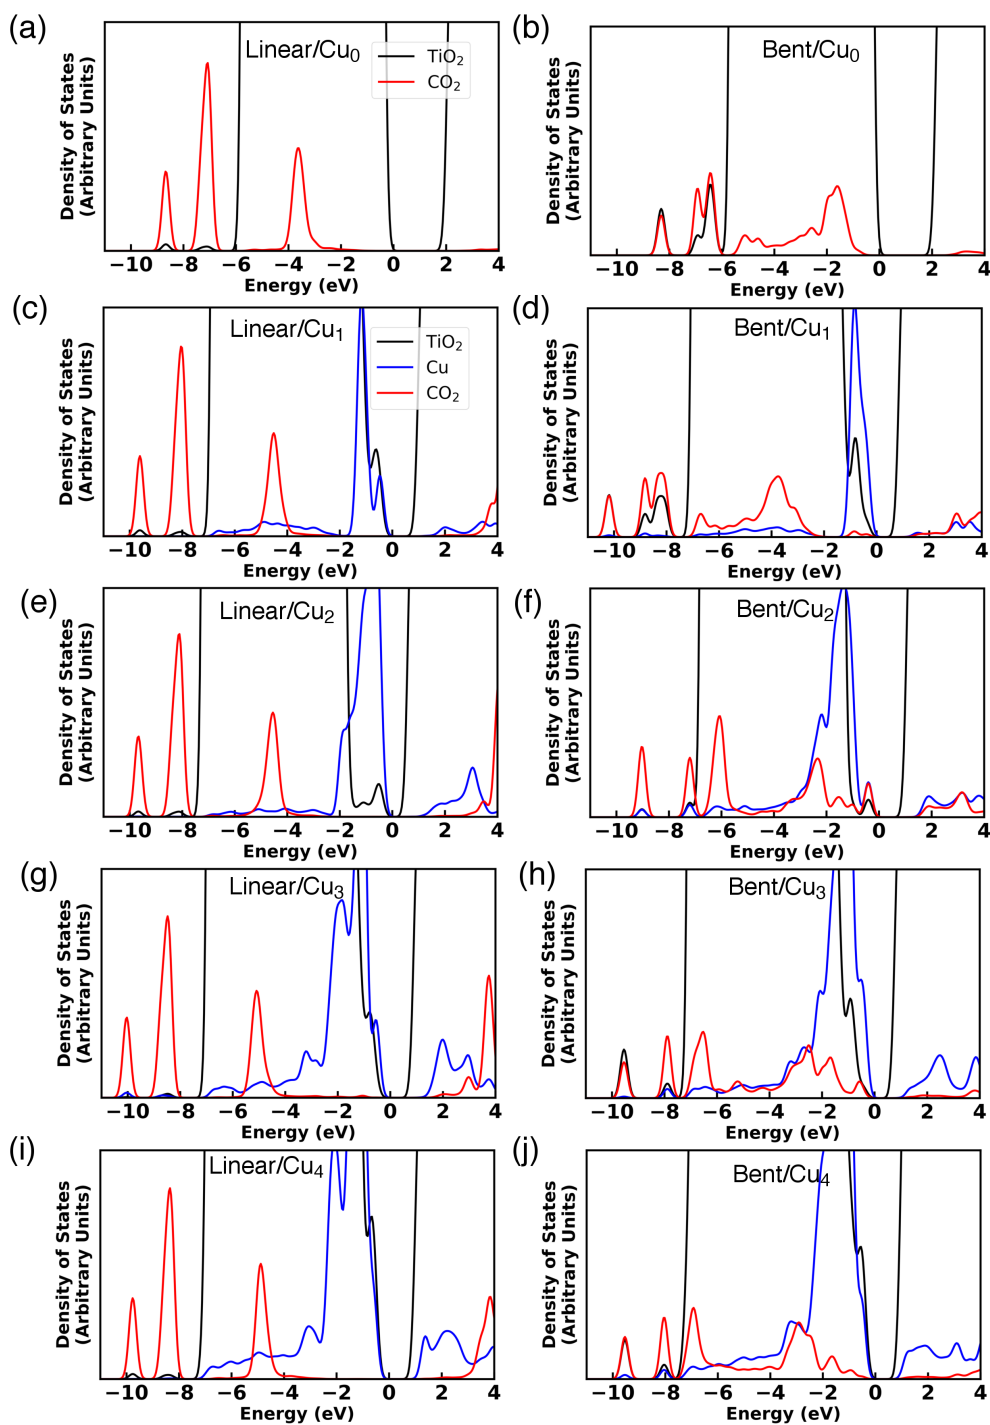 (a)
Linear/Cu₀
TiO₂
CO₂
Density of States
(Arbitrary Units)
−10 −8 −6 −4 −2 0 2 4
Energy (eV)
(b)
Bent/Cu₀
Density of States
(Arbitrary Units)
−10 −8 −6 −4 −2 0 2 4
Energy (eV)
(c)
Linear/Cu₁
TiO₂
Cu
CO₂
Density of States
(Arbitrary Units)
−10 −8 −6 −4 −2 0 2 4
Energy (eV)
(d)
Bent/Cu₁
Density of States
(Arbitrary Units)
−10 −8 −6 −4 −2 0 2 4
Energy (eV)
(e)
Linear/Cu₂
Density of States
(Arbitrary Units)
−10 −8 −6 −4 −2 0 2 4
Energy (eV)
(f)
Bent/Cu₂
Density of States
(Arbitrary Units)
−10 −8 −6 −4 −2 0 2 4
Energy (eV)
(g)
Linear/Cu₃
Density of States
(Arbitrary Units)
−10 −8 −6 −4 −2 0 2 4
Energy (eV)
(h)
Bent/Cu₃
Density of States
(Arbitrary Units)
−10 −8 −6 −4 −2 0 2 4
Energy (eV)
(i)
Linear/Cu₄
Density of States
(Arbitrary Units)
−10 −8 −6 −4 −2 0 2 4
Energy (eV)
(j)
Bent/Cu₄
Density of States
(Arbitrary Units)
−10 −8 −6 −4 −2 0 2 4
Energy (eV)